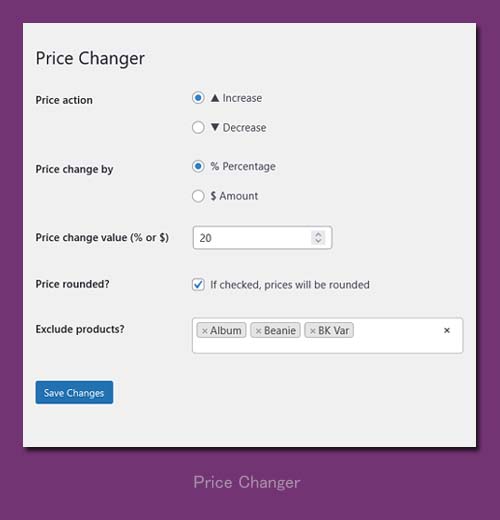 Price Changer
Price action
▲ Increase
▼ Decrease
Price change by
% Percentage
$ Amount
Price change value (% or $)
20
Price rounded?
If checked, prices will be rounded
Exclude products?
× Album × Beanie × BK Var ×
Save Changes
Price Changer